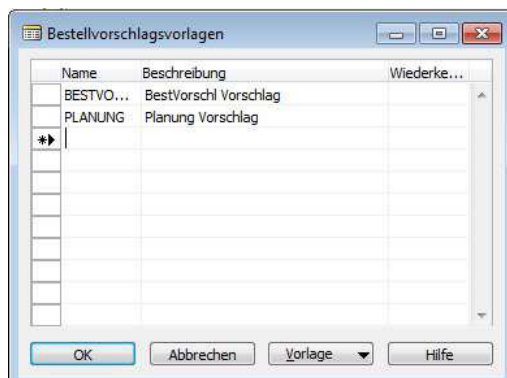 Bestellvorschlagsvorlagen
Name Beschreibung Wiederke...
BESTVO... BestVorschl Vorschlag
PLANUNG Planung Vorschlag
OK Abbrechen Vorlage Hilfe